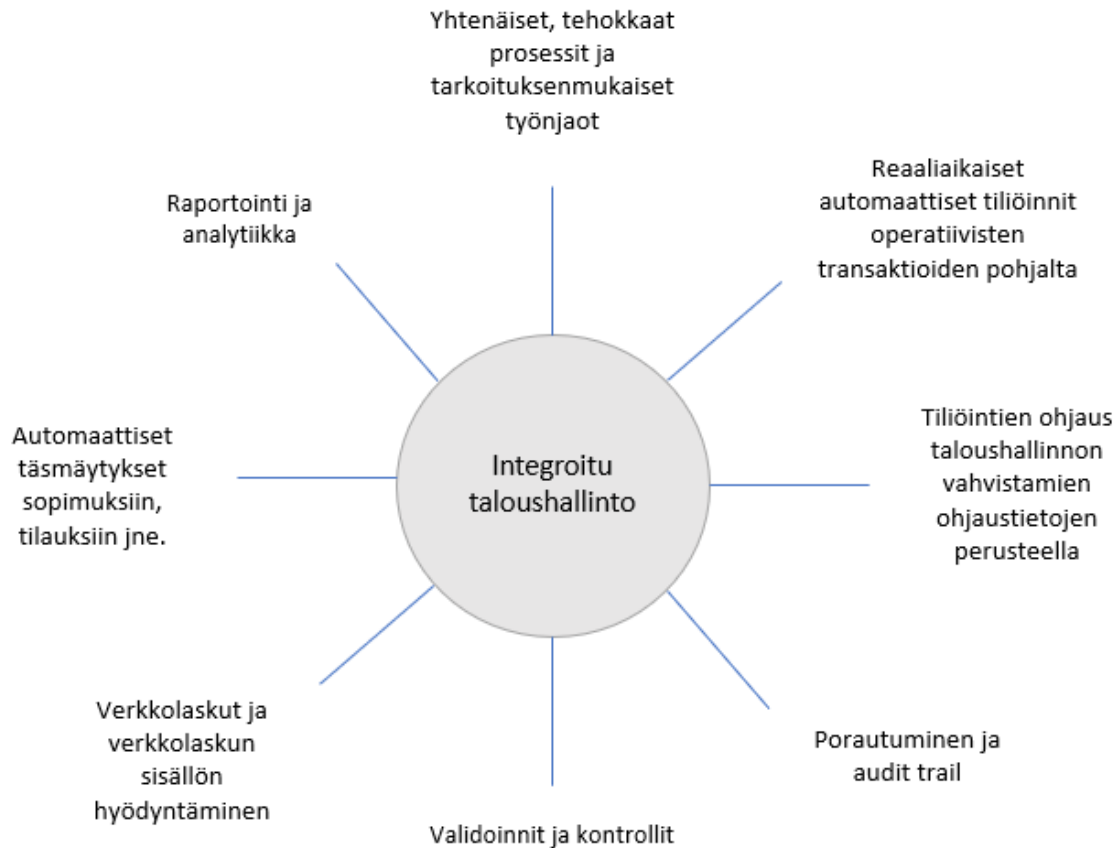 Yhtenäiset, tehokkaat
prosessit ja
tarkoituksenmukaiset
työnjaot
Reaaliaikaiset
automaattiset tiliöinnit
operatiivisten
transaktioiden pohjalta
Raportointi ja
analytiikka
Tiliöintien ohjaus
taloushallinnon
vahvistamien
ohjaustietojen
perusteella
Automaattiset
täsmäytykset
sopimuksiin,
tilauksiin jne.
Integroitu
taloushallinto
Verkkolaskut ja
verkkolaskun
sisällön
hyödyntäminen
Porautuminen ja
audit trail
Validoinnit ja kontrollit